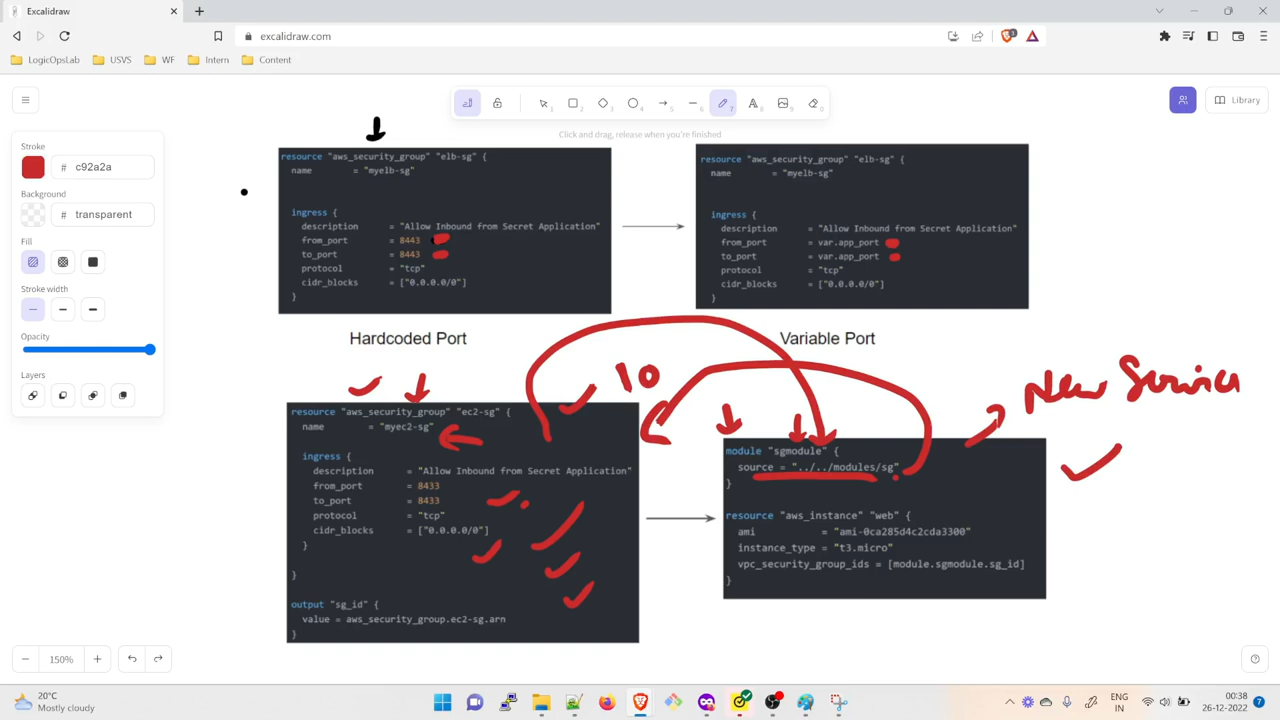 Excalidraw
excalidraw.com
LogicOpsLab USVS WF Intern Content
Library
Click and drag, release when you're finished
Stroke
# c92a2a
Background
# transparent
Fill
Stroke width
Opacity
Layers
resource "aws_security_group" "elb-sg" {
name = "myelb-sg"
ingress {
description = "Allow Inbound from Secret Application"
from_port = 8443
to_port = 8443
protocol = "tcp"
cidr_blocks = ["0.0.0.0/0"]
}
Hardcoded Port
resource "aws_security_group" "elb-sg" {
name = "myelb-sg"
ingress {
description = "Allow Inbound from Secret Application"
from_port = var.app_port
to_port = var.app_port
protocol = "tcp"
cidr_blocks = ["0.0.0.0/0"]
}
Variable Port
10
New Service
resource "aws_security_group" "ec2-sg" {
name = "myec2-sg"
ingress {
description = "Allow Inbound from Secret Application"
from_port = 8433
to_port = 8433
protocol = "tcp"
cidr_blocks = ["0.0.0.0/0"]
}
}
output "sg_id" {
value = aws_security_group.ec2-sg.arn
}
module "sgmodule" {
source = "../../modules/sg"
}
resource "aws_instance" "web" {
ami = "ami-0ca285d4c2cda3300"
instance_type = "t3.micro"
vpc_security_group_ids = [module.sgmodule.sg_id]
}
150%
20°C
Mostly cloudy
ENG
IN
00:38
26-12-2022